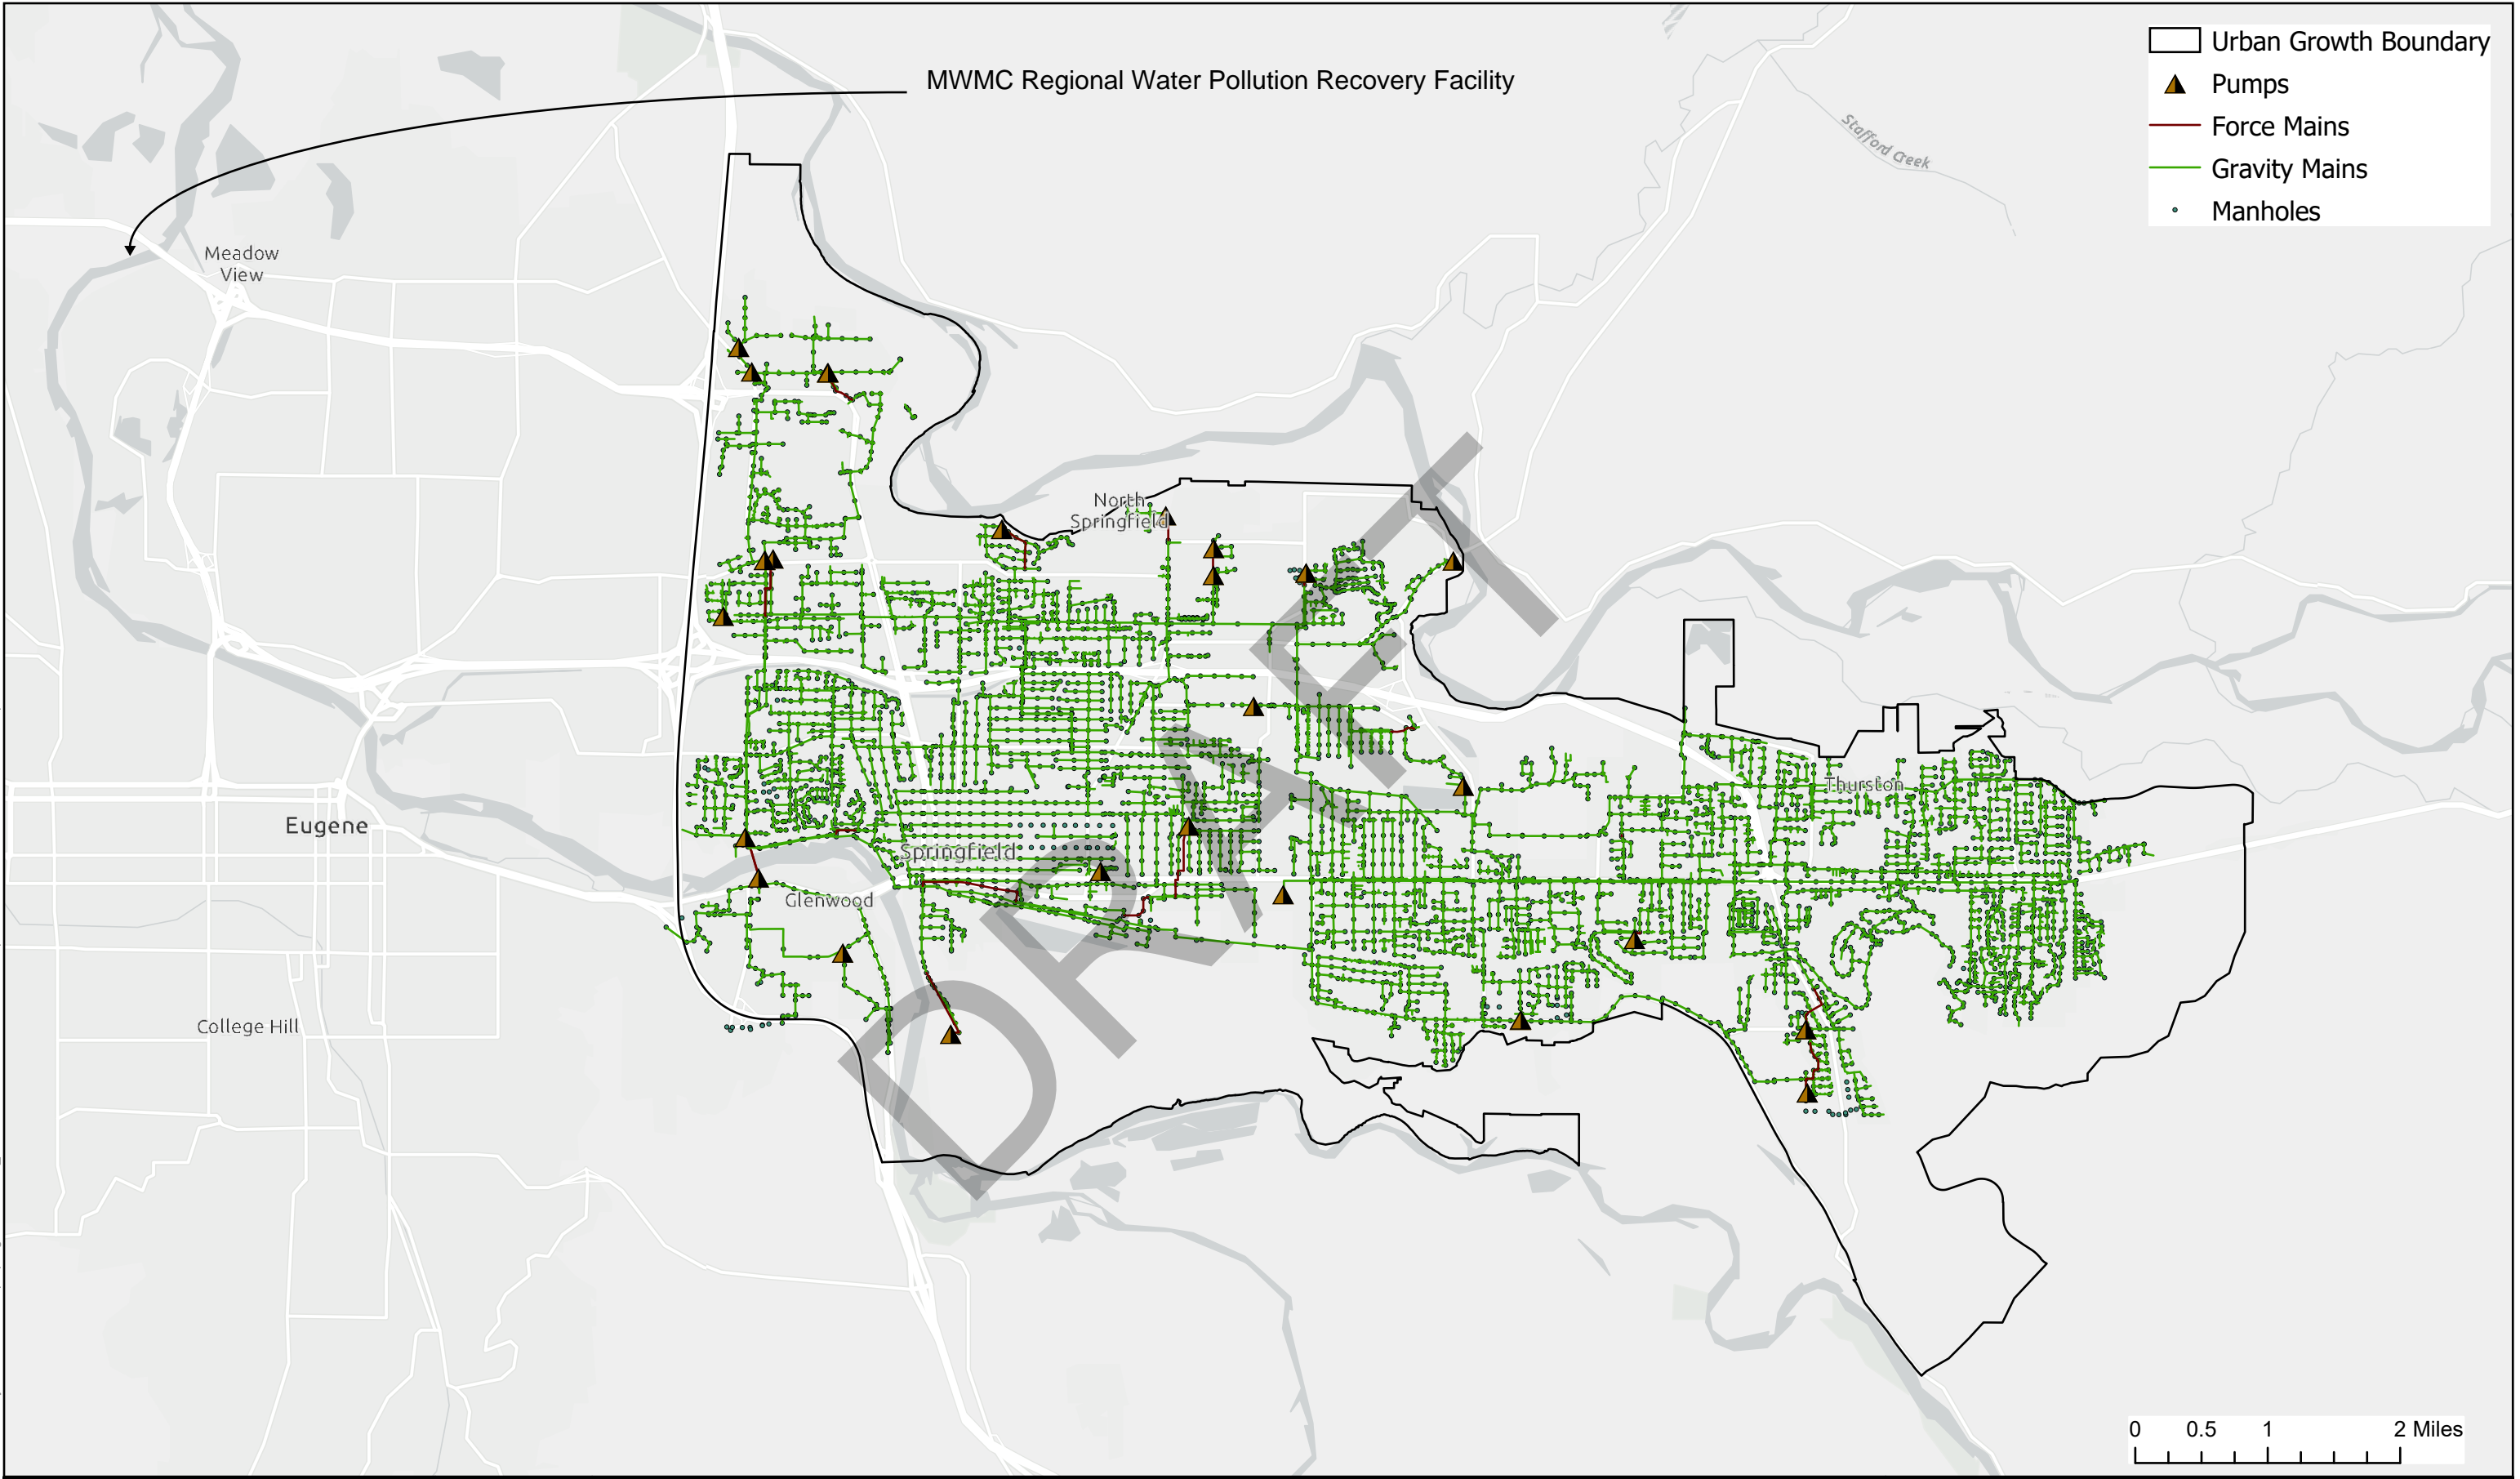 MWMC Regional Water Pollution Recovery Facility
Urban Growth Boundary
Pumps
Force Mains
Gravity Mains
Manholes
Stafford Creek
Meadow
View
North
Springfield
Thurston
Eugene
Springfield
Glenwood
College Hill
DRAFT
0 0.5 1 2 Miles